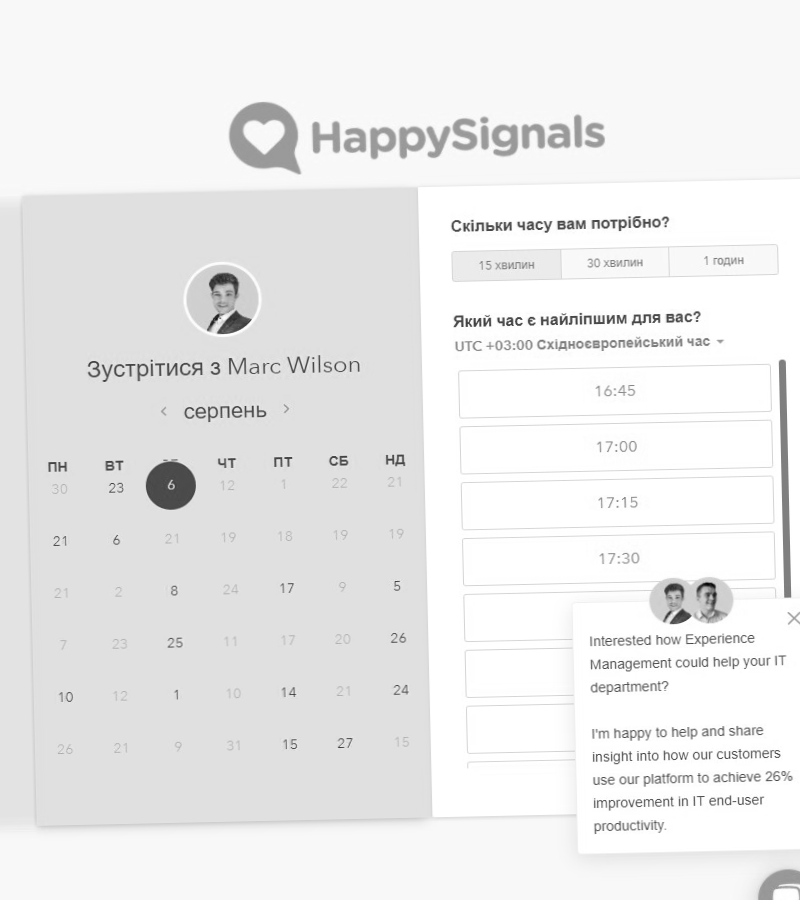 HappySignals
Зустрітися з Marc Wilson
серпень
ПН ВТ ЧТ ПТ СБ НД
30 23 6 12 1 22 21
21 6 21 19 18 19 19
21 2 8 24 17 9 5
7 23 25 11 17 20 26
10 12 1 10 14 21 24
26 21 9 31 15 27 15
Скільки часу вам потрібно?
15 хвилин 30 хвилин 1 годин
Який час є найліпшим для вас?
UTC +03:00 Східноєвропейський час
16:45
17:00
17:15
17:30
Interested how Experience
Management could help your IT
department?
I'm happy to help and share
insight into how our customers
use our platform to achieve 26%
improvement in IT end-user
productivity.